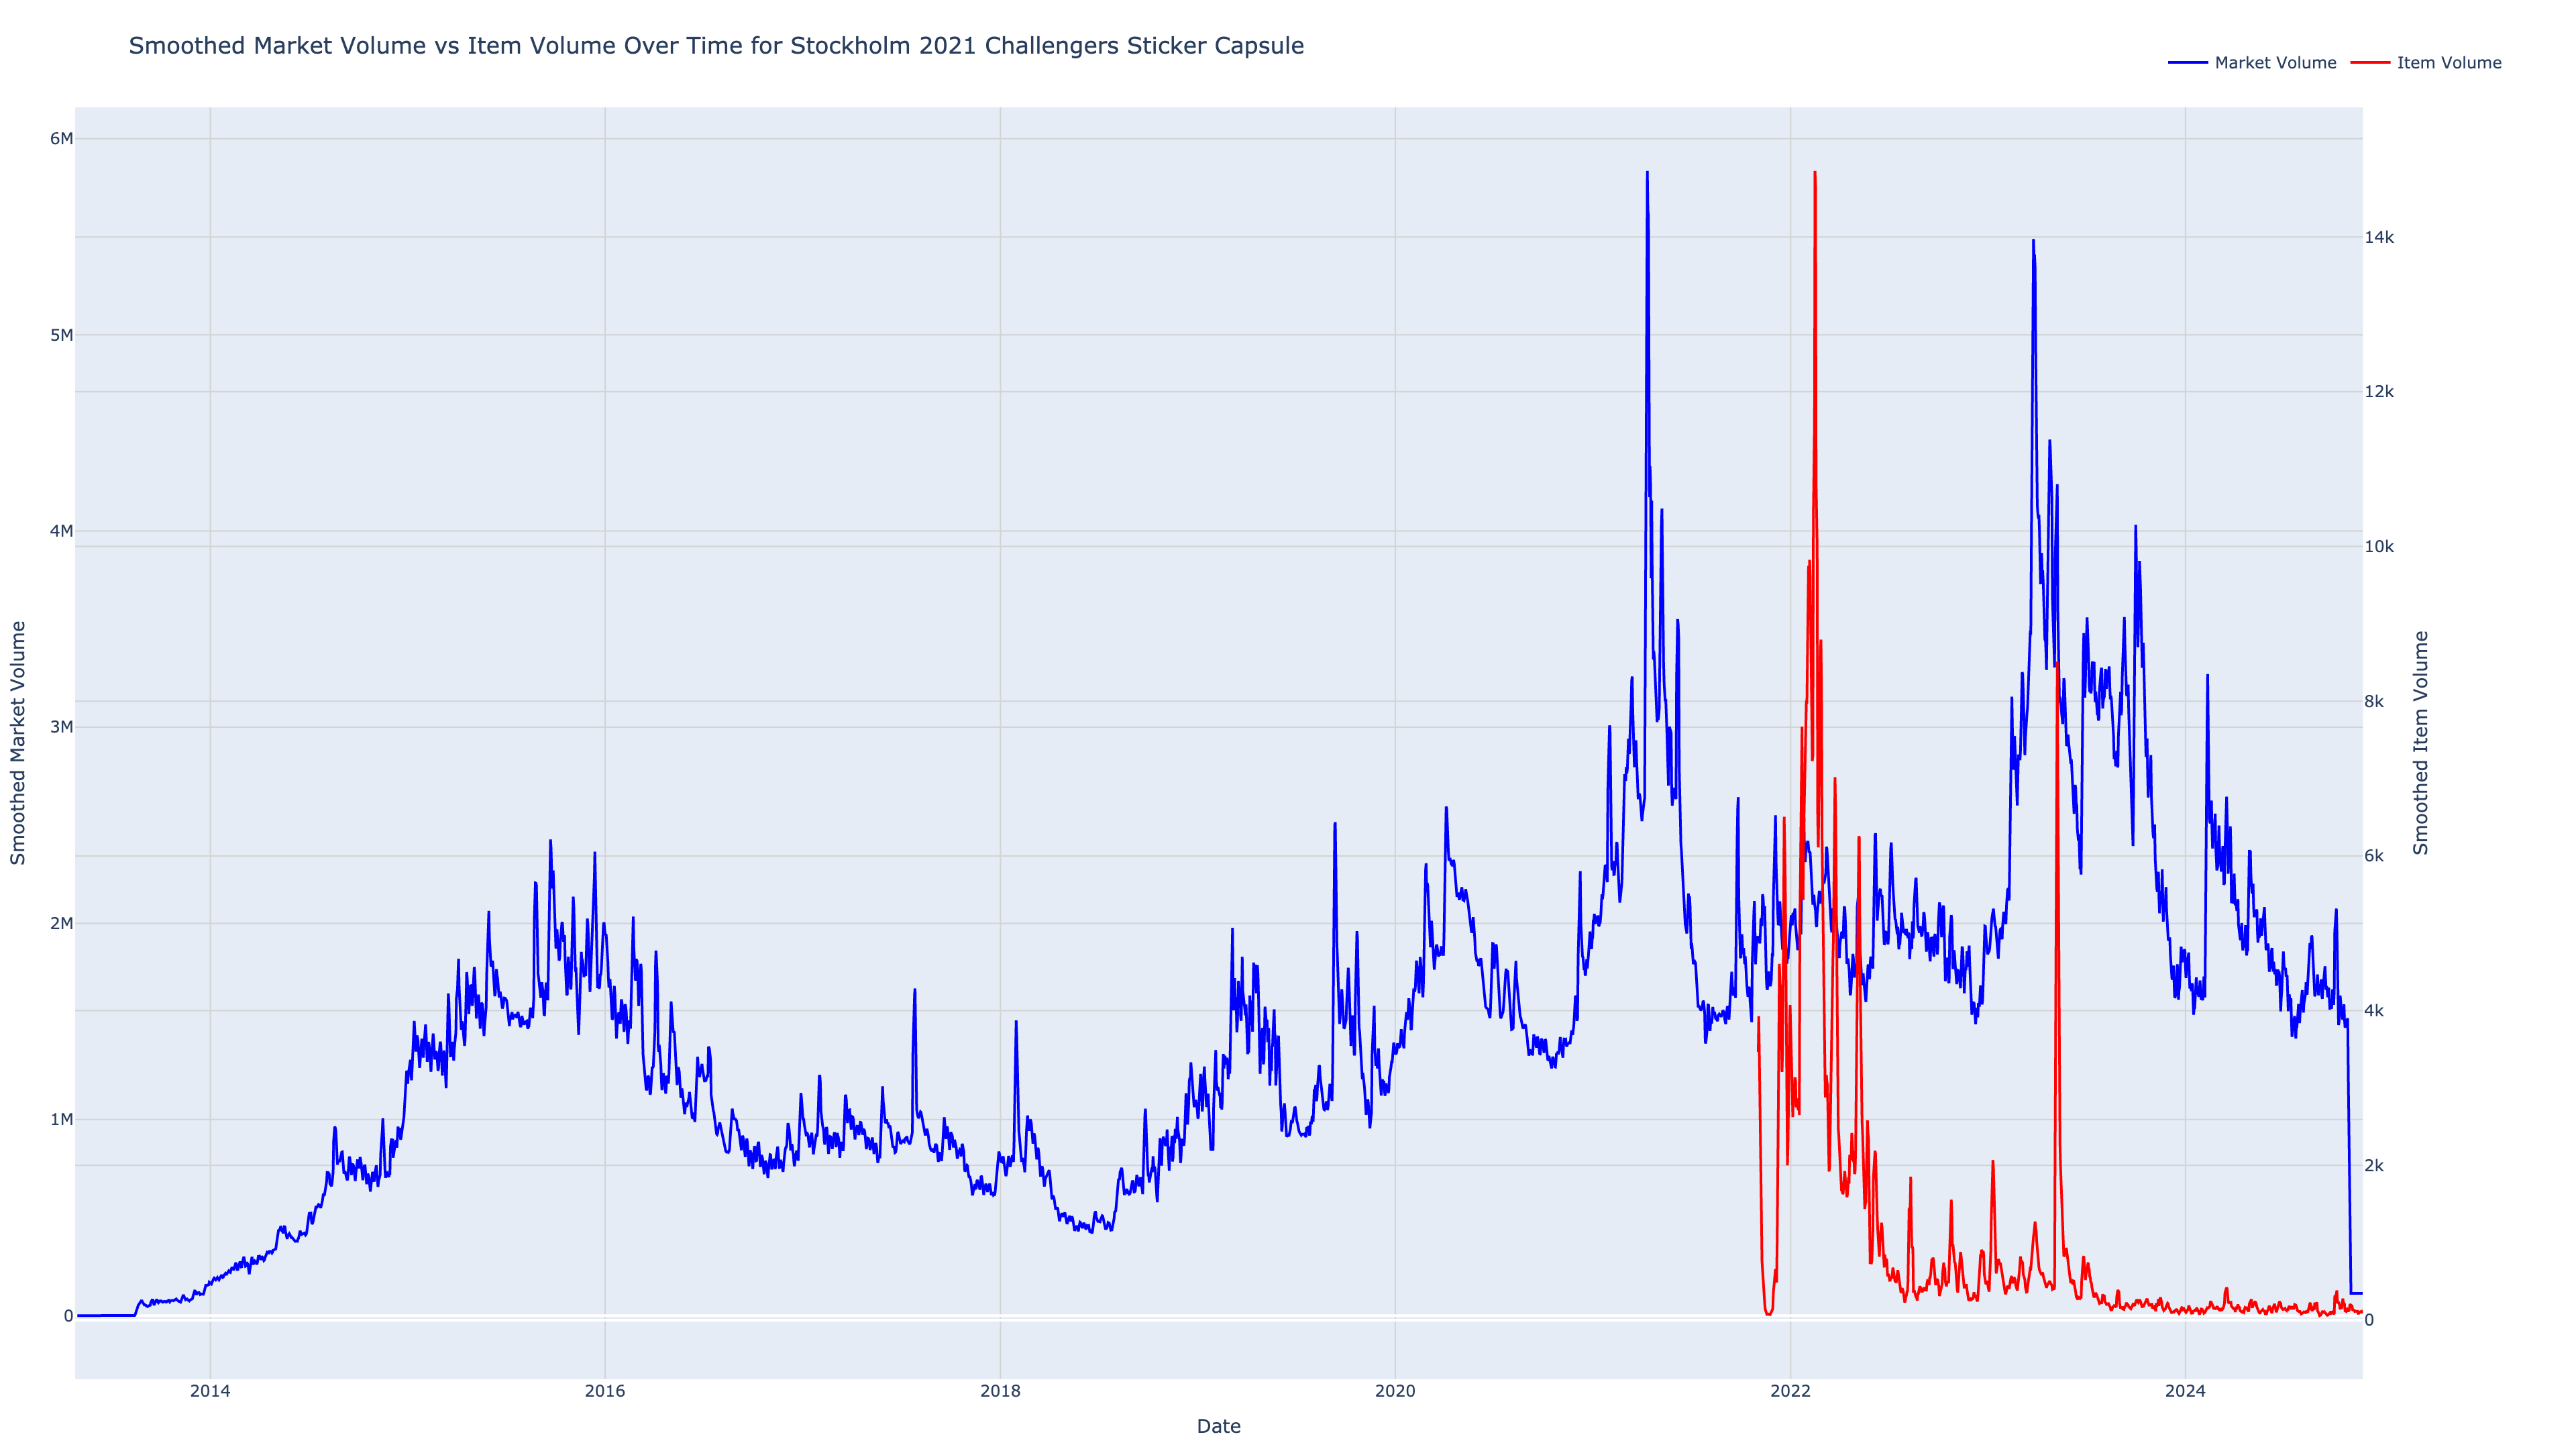 Smoothed Market Volume vs Item Volume Over Time for Stockholm 2021 Challengers Sticker Capsule
Market Volume
Item Volume
6M
5M
4M
3M
2M
1M
0
Smoothed Market Volume
14k
12k
10k
8k
6k
4k
2k
0
Smoothed Item Volume
2014
2016
2018
2020
2022
2024
Date